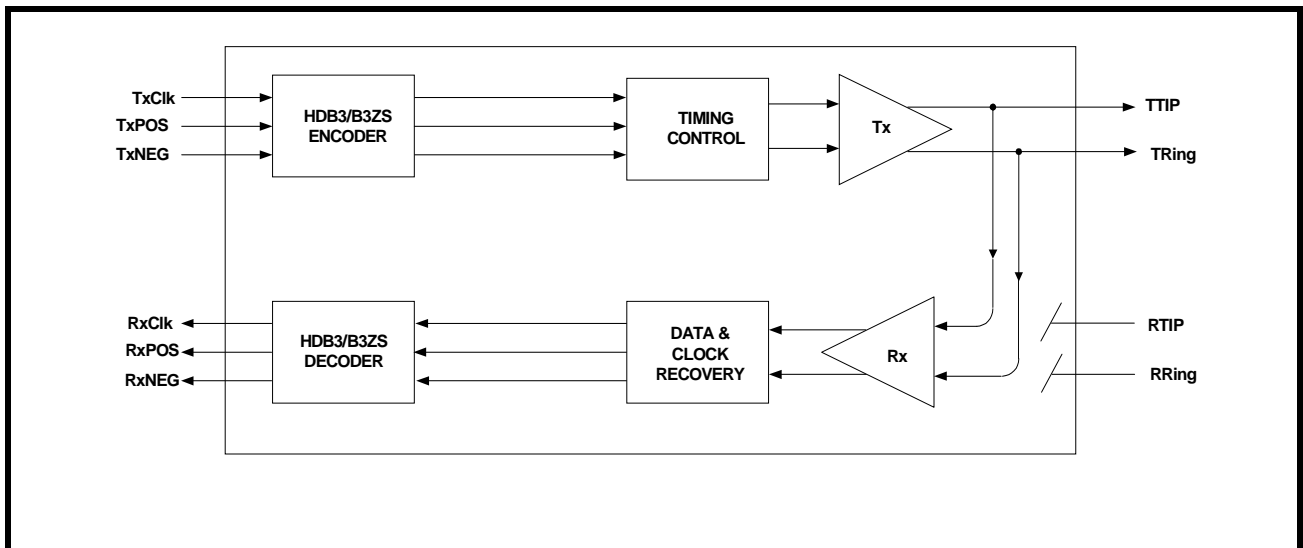 TxClk
TxPOS
TxNEG
HDB3/B3ZS
ENCODER
TIMING
CONTROL
Tx
TTIP
TRing
RxClk
RxPOS
RxNEG
HDB3/B3ZS
DECODER
DATA &
CLOCK
RECOVERY
Rx
RTIP
RRing